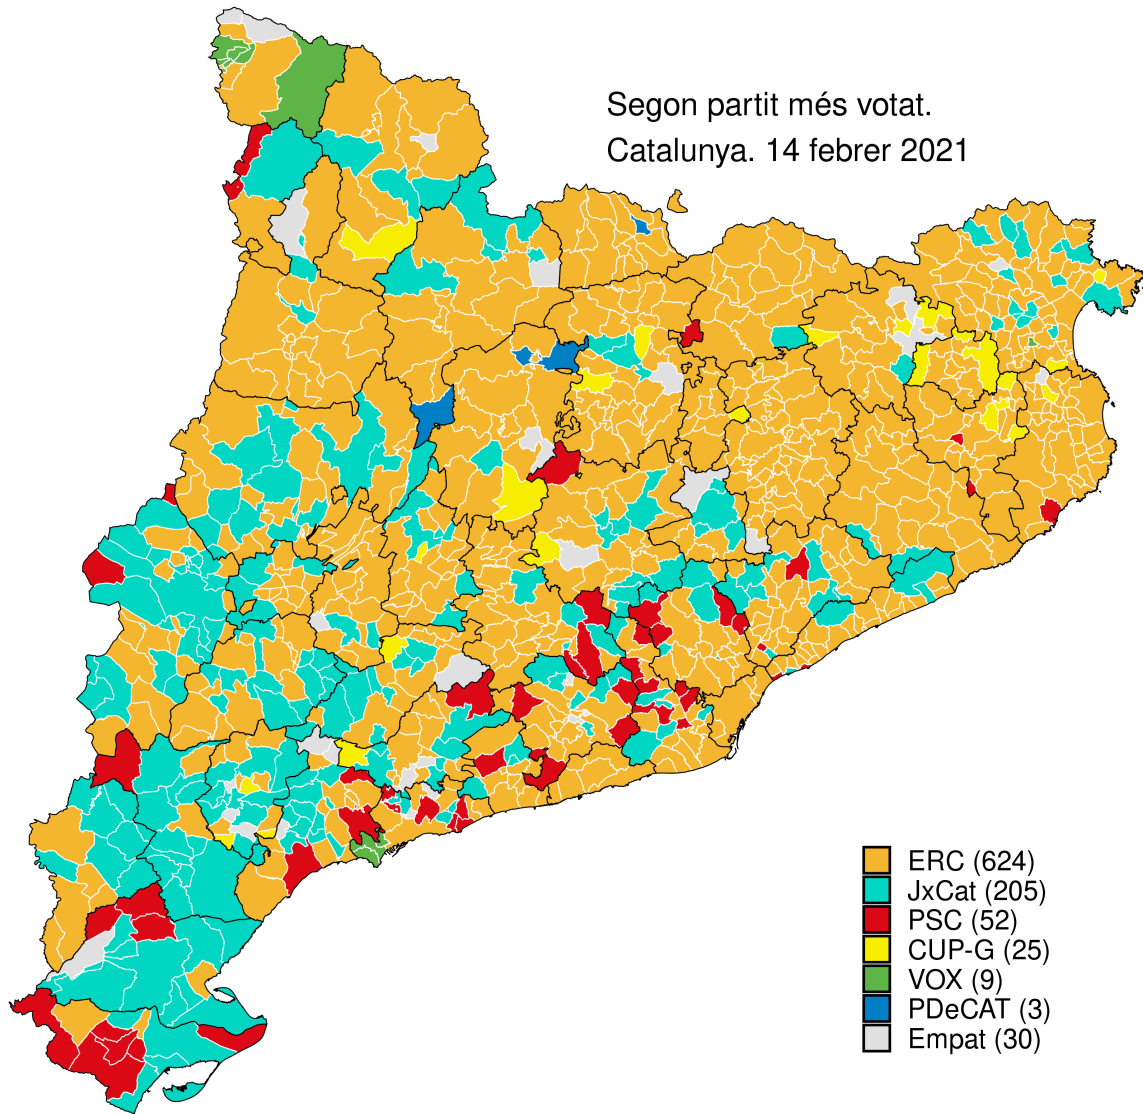 Segon partit més votat.
Catalunya. 14 febrer 2021
ERC (624)
JxCat (205)
PSC (52)
CUP-G (25)
VOX (9)
PDeCAT (3)
Empat (30)